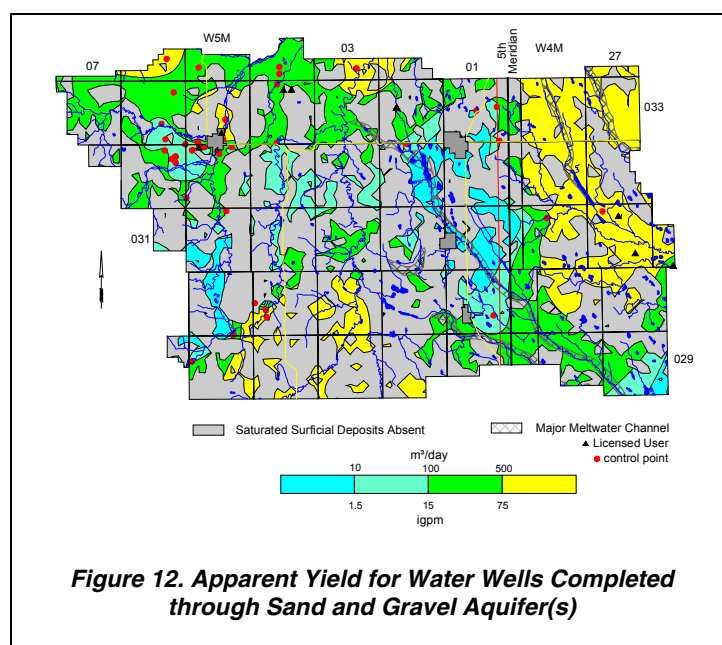 W5M
5th
Meridian
W4M
07
03
01
27
033
031
029
Saturated Surficial Deposits Absent
Major Meltwater Channel
Licensed User
control point
m³/day
10 100 500
1.5 15 75
igpm
Figure 12. Apparent Yield for Water Wells Completed
through Sand and Gravel Aquifer(s)